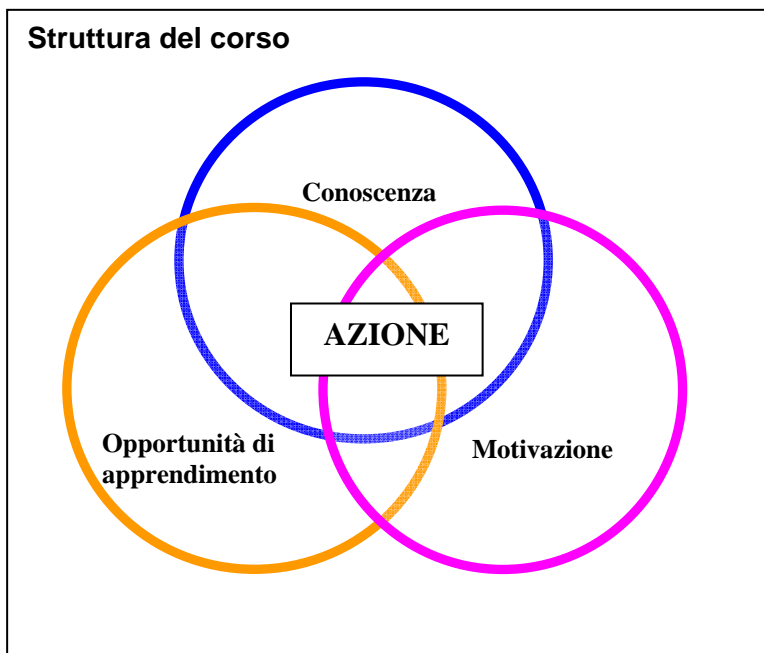 Struttura del corso
Conoscenza
AZIONE
Opportunità di
apprendimento
Motivazione